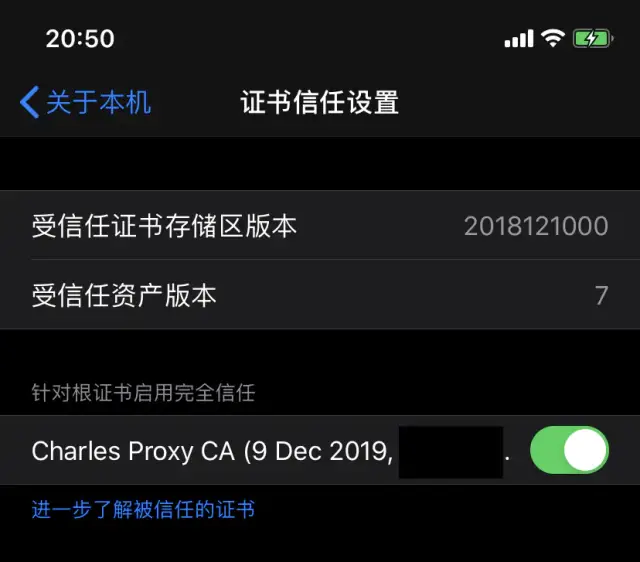 20:50
关于本机
证书信任设置
受信任证书存储区版本 2018121000
受信任资产版本 7
针对根证书启用完全信任
Charles Proxy CA (9 Dec 2019, .
进一步了解被信任的证书